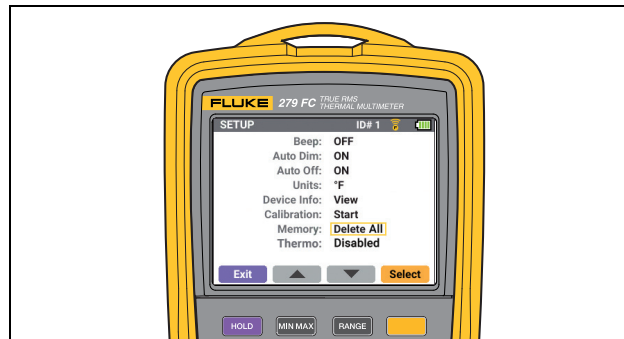 FLUKE 279 FC TRUE RMS THERMAL MULTIMETER
SETUP ID# 1
Beep: OFF
Auto Dim: ON
Auto Off: ON
Units: °F
Device Info: View
Calibration: Start
Memory: Delete All
Thermo: Disabled
Exit Select
HOLD MIN MAX RANGE